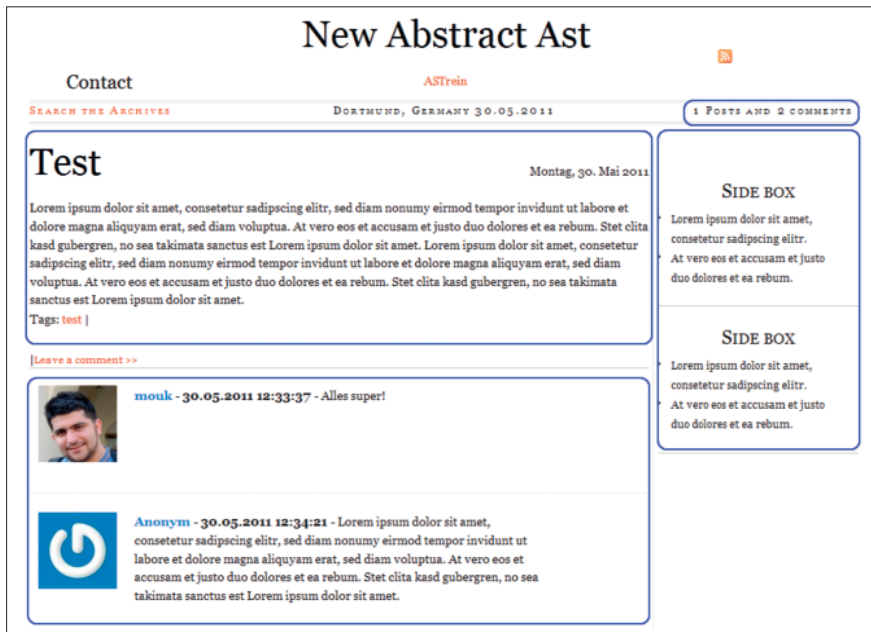 New Abstract Ast
Contact
ASTrein
Search the Archives
Dortmund, Germany 30.05.2011
1 Posts and 2 comments
Test
Montag, 30. Mai 2011
Lorem ipsum dolor sit amet, consetetur sadipscing elitr, sed diam nonumy eirmod tempor invidunt ut labore et
dolore magna aliquyam erat, sed diam voluptua. At vero eos et accusam et justo duo dolores et ea rebum. Stet clita
kasd gubergren, no sea takimata sanctus est Lorem ipsum dolor sit amet. Lorem ipsum dolor sit amet, consetetur
sadipscing elitr, sed diam nonumy eirmod tempor invidunt ut labore et dolore magna aliquyam erat, sed diam
voluptua. At vero eos et accusam et justo duo dolores et ea rebum. Stet clita kasd gubergren, no sea takimata
sanctus est Lorem ipsum dolor sit amet.
Tags: test |
|Leave a comment >>
mouk - 30.05.2011 12:33:37 - Alles super!
Anonym - 30.05.2011 12:34:21 - Lorem ipsum dolor sit amet,
consetetur sadipscing elitr, sed diam nonumy eirmod tempor invidunt ut
labore et dolore magna aliquyam erat, sed diam voluptua. At vero eos et
accusam et justo duo dolores et ea rebum. Stet clita kasd gubergren, no sea
takimata sanctus est Lorem ipsum dolor sit amet.
Side box
Lorem ipsum dolor sit amet,
consetetur sadipscing elitr.
At vero eos et accusam et justo
duo dolores et ea rebum.
Side box
Lorem ipsum dolor sit amet,
consetetur sadipscing elitr.
At vero eos et accusam et justo
duo dolores et ea rebum.